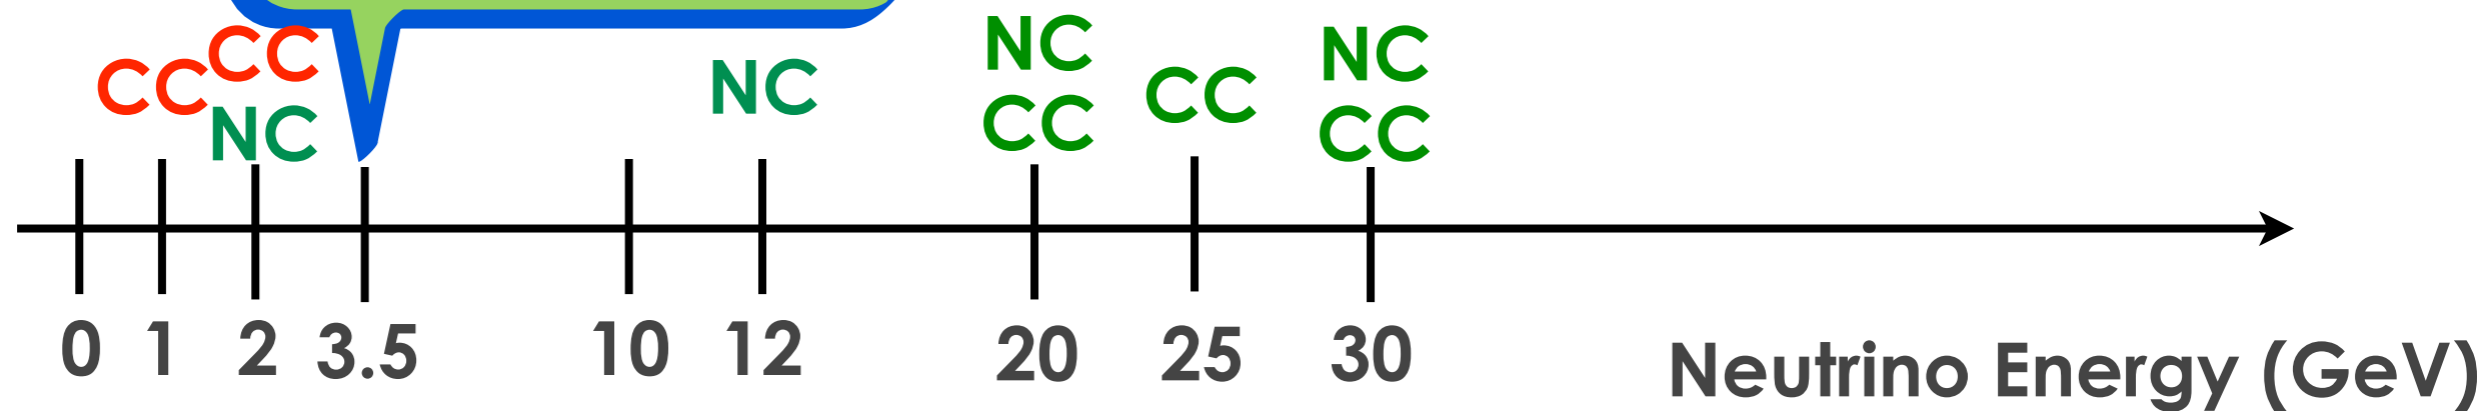 NC NC
CC CC NC CC CC CC
NC
0 1 2 3.5 10 12 20 25 30 Neutrino Energy (GeV)
CC